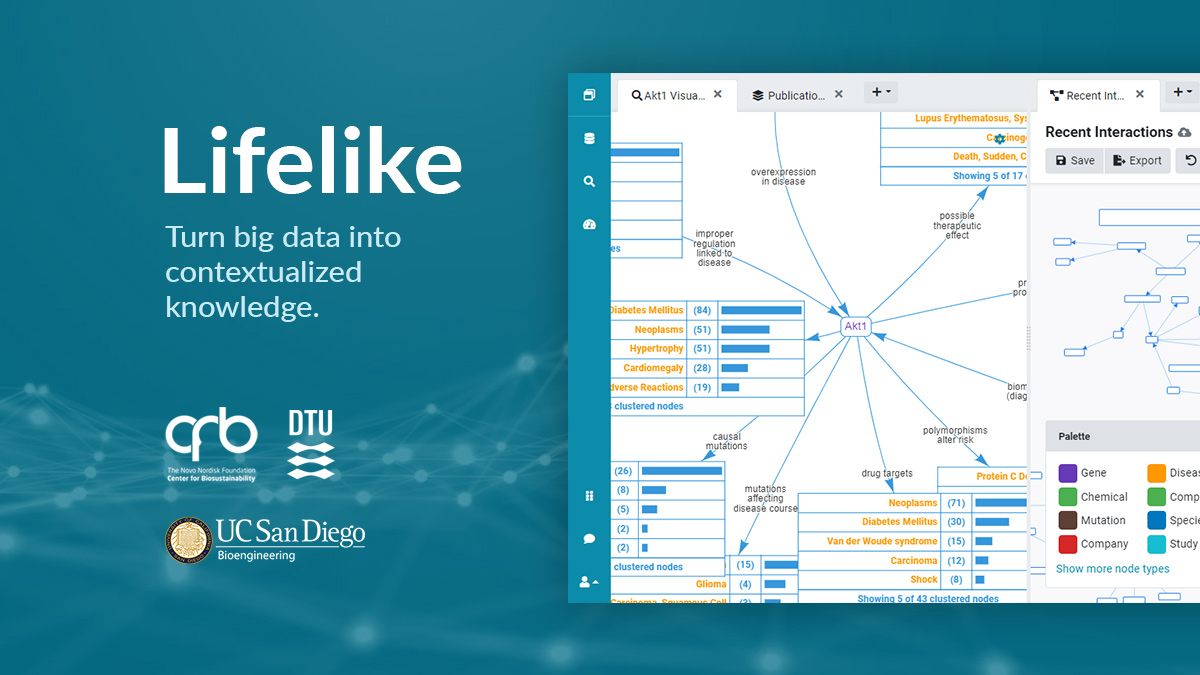 Lifelike
Turn big data into
contextualized
knowledge.
crb
The Novo Nordisk Foundation
Center for Biosustainability
DTU
UC San Diego
Bioengineering
Akt1 Visua...
Publicatio...
Recent Int...
Recent Interactions
Save
Export
Lupus Erythematosus, Sys
Death, Sudden, C
Showing 5 of 17
overexpression
in disease
possible
therapeutic
effect
improper
regulation
linked to
disease
es
pr
pro
Akt1
Diabetes Mellitus (84)
Neoplasms (51)
Hypertrophy (51)
Cardiomegaly (28)
dverse Reactions (19)
clustered nodes
biom
(diag
causal
mutations
polymorphisms
alter risk
drug targets
mutations
affecting
disease course
Protein C D
(26)
(8)
(5)
(2)
(2)
clustered nodes
(15)
Glioma (4)
Carcinoma, Squamous Cell (3)
Neoplasms (71)
Diabetes Mellitus (30)
Van der Woude syndrome (15)
Carcinoma (12)
Shock (8)
Showing 5 of 43 clustered nodes
Palette
Gene
Diseas
Chemical
Comp
Mutation
Specie
Company
Study
Show more node types